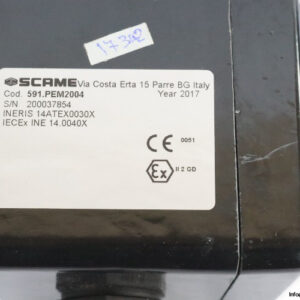 17302
SCAME Via Costa Erta 15 Parre BG Italy
Cod. 591.PEM2004 Year 2017
S/N 200037854
INERIS 14ATEX0030X
IECEx INE 14.0040X
CE 0051
Ex II 2 GD